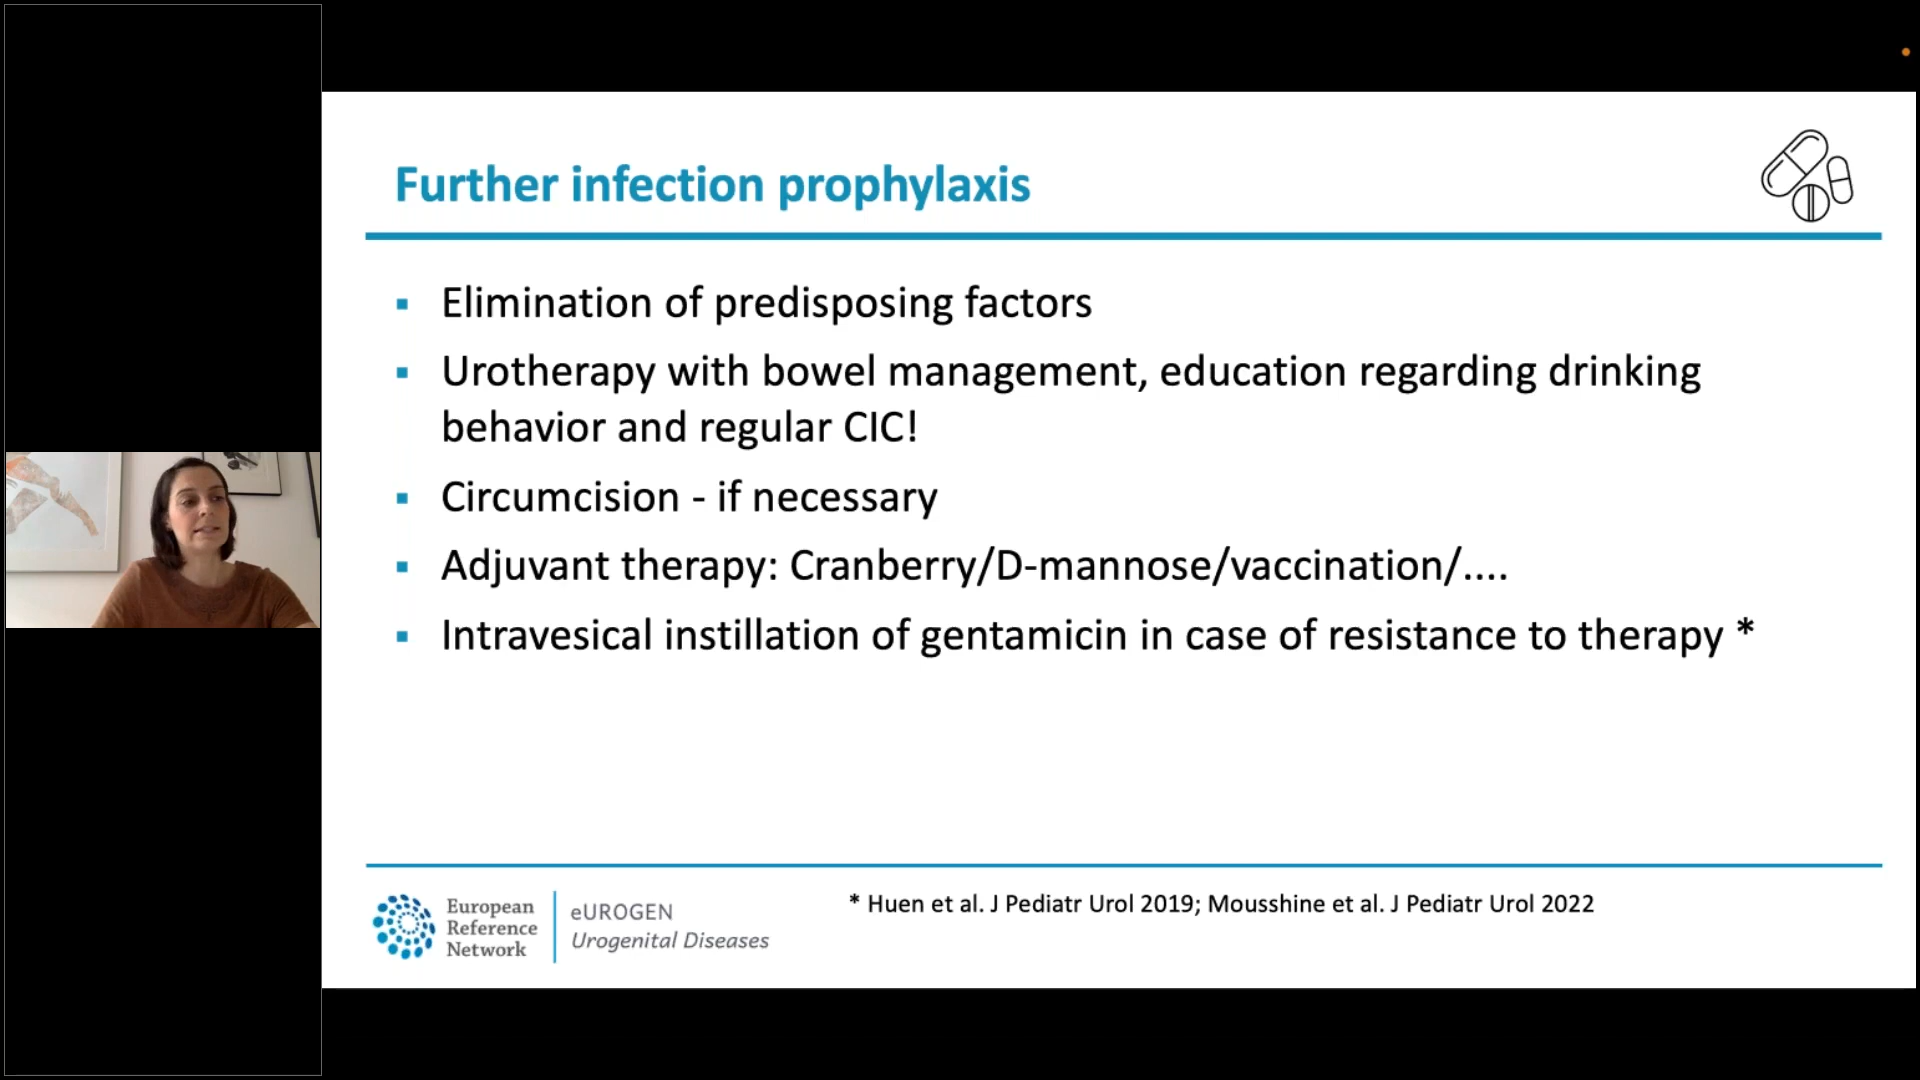 Further infection prophylaxis
Elimination of predisposing factors
Urotherapy with bowel management, education regarding drinking
behavior and regular CIC!
Circumcision - if necessary
Adjuvant therapy: Cranberry/D-mannose/vaccination/....
Intravesical instillation of gentamicin in case of resistance to therapy *
European
Reference
Network
eUROGEN
Urogenital Diseases
* Huen et al. J Pediatr Urol 2019; Mousshine et al. J Pediatr Urol 2022